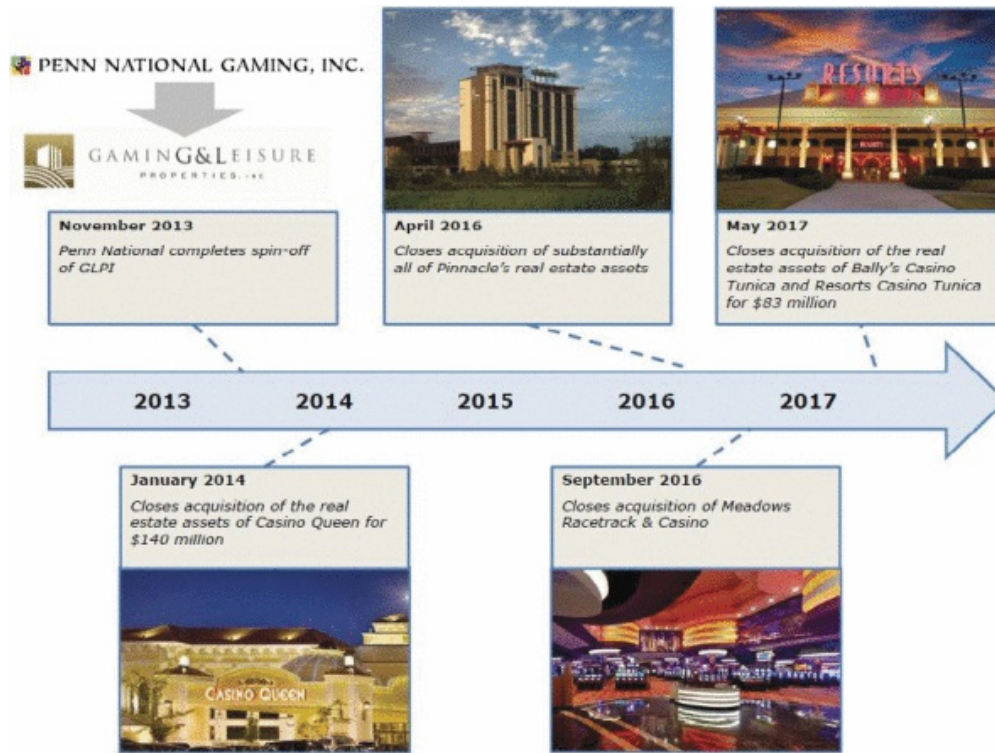 PENN NATIONAL GAMING, INC.
GAMING&LEISURE
PROPERTIES, INC
November 2013
Penn National completes spin-off
of GLPI
April 2016
Closes acquisition of substantially
all of Pinnacle's real estate assets
RESORTS
May 2017
Closes acquisition of the real
estate assets of Bally's Casino
Tunica and Resorts Casino Tunica
for $83 million
2013 2014 2015 2016 2017
January 2014
Closes acquisition of the real
estate assets of Casino Queen for
$140 million
CASINO QUEEN
September 2016
Closes acquisition of Meadows
Racetrack & Casino